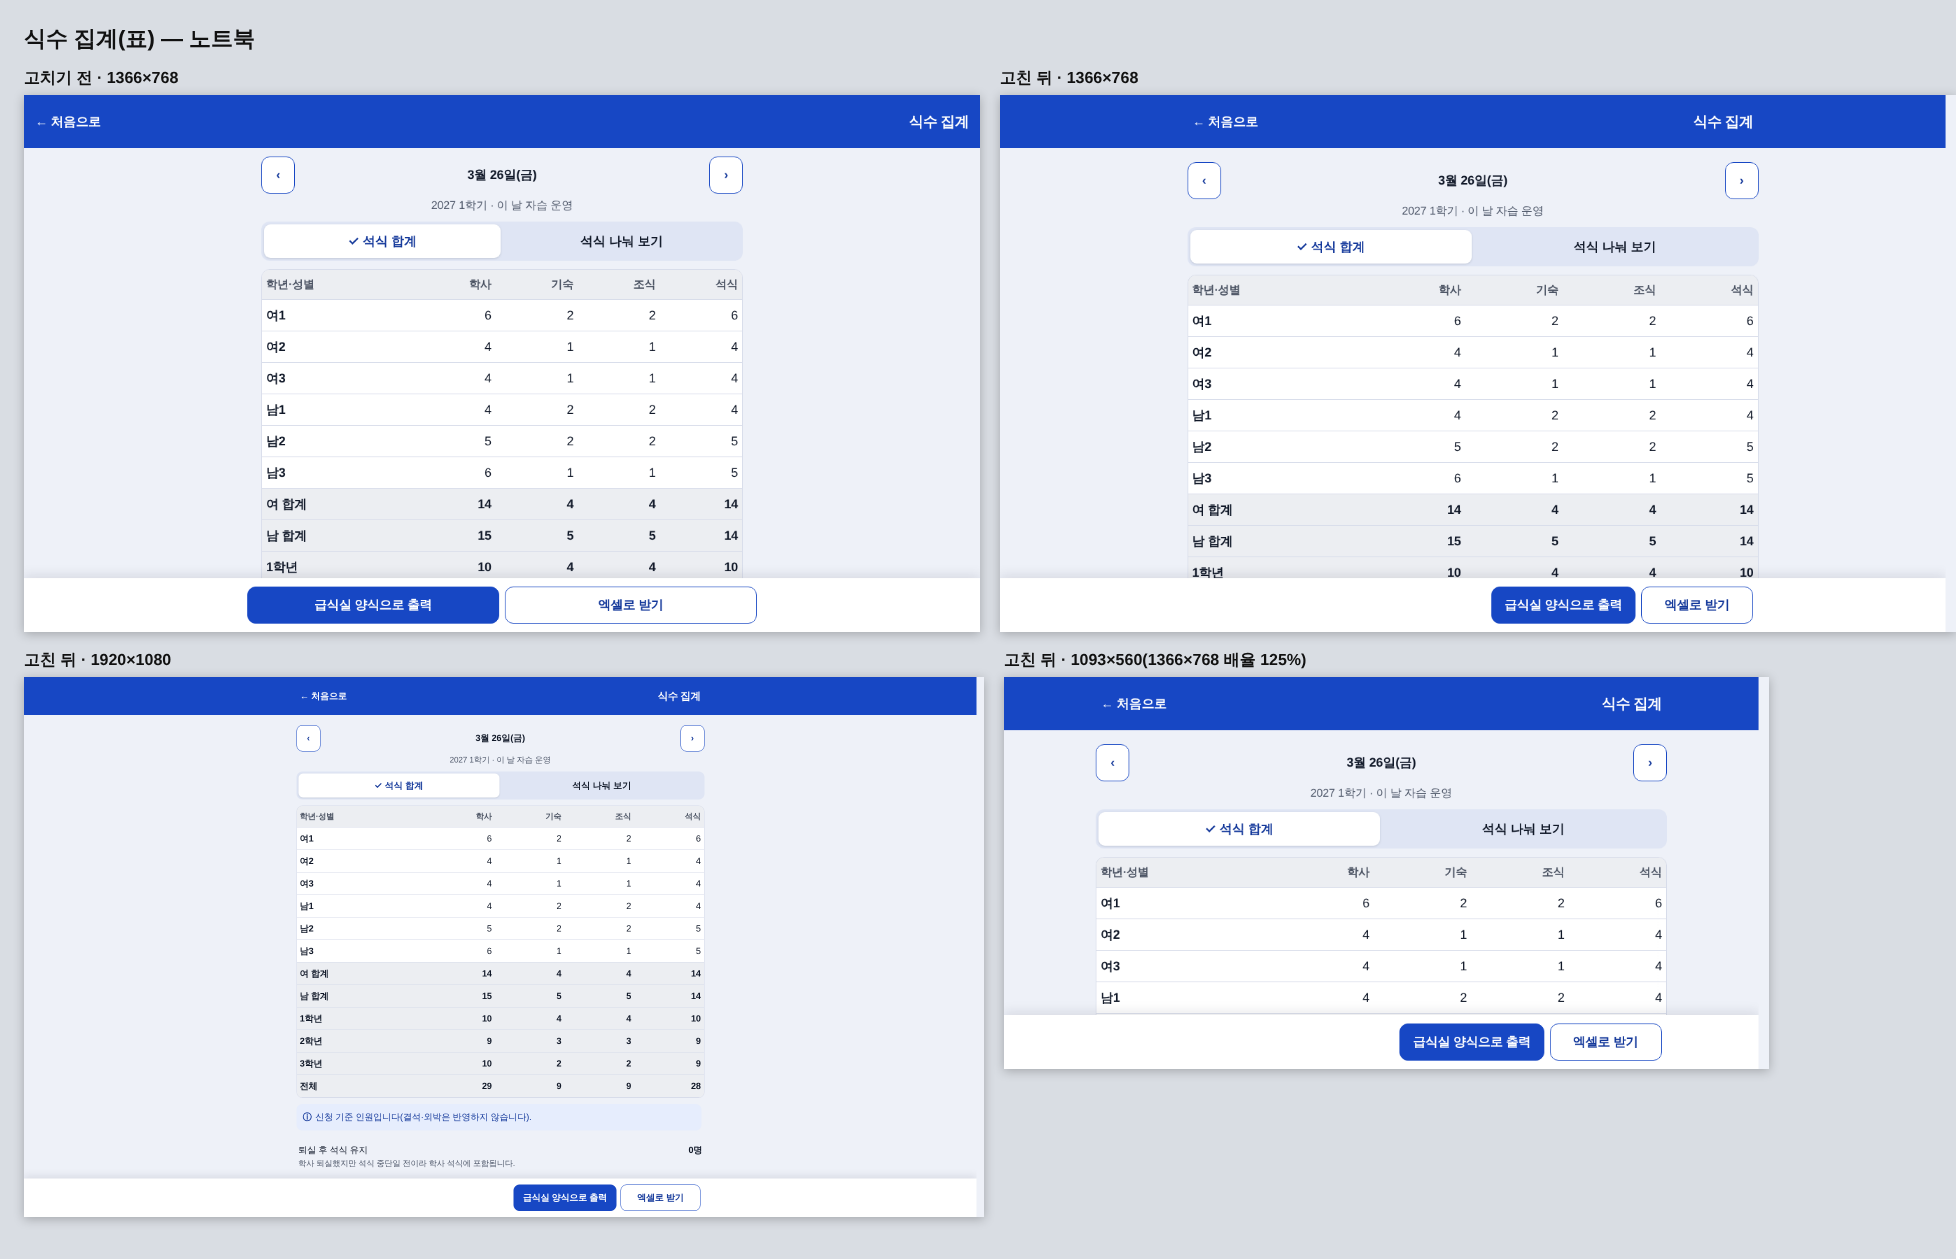 식수 집계(표) — 노트북
고치기 전 · 1366×768
← 처음으로 식수 집계
‹ 3월 26일(금) ›
2027 1학기 · 이 날 자습 운영
✓ 석식 합계 석식 나눠 보기
학년·성별 학사 기숙 조식 석식
여1 6 2 2 6
여2 4 1 1 4
여3 4 1 1 4
남1 4 2 2 4
남2 5 2 2 5
남3 6 1 1 5
여 합계 14 4 4 14
남 합계 15 5 5 14
1학년 10 4 4 10
급식실 양식으로 출력 엑셀로 받기
고친 뒤 · 1366×768
← 처음으로 식수 집계
‹ 3월 26일(금) ›
2027 1학기 · 이 날 자습 운영
✓ 석식 합계 석식 나눠 보기
학년·성별 학사 기숙 조식 석식
여1 6 2 2 6
여2 4 1 1 4
여3 4 1 1 4
남1 4 2 2 4
남2 5 2 2 5
남3 6 1 1 5
여 합계 14 4 4 14
남 합계 15 5 5 14
1학년 10 4 4 10
급식실 양식으로 출력 엑셀로 받기
고친 뒤 · 1920×1080
← 처음으로 식수 집계
‹ 3월 26일(금) ›
2027 1학기 · 이 날 자습 운영
✓ 석식 합계 석식 나눠 보기
학년·성별 학사 기숙 조식 석식
여1 6 2 2 6
여2 4 1 1 4
여3 4 1 1 4
남1 4 2 2 4
남2 5 2 2 5
남3 6 1 1 5
여 합계 14 4 4 14
남 합계 15 5 5 14
1학년 10 4 4 10
2학년 9 3 3 9
3학년 10 2 2 9
전체 29 9 9 28
ⓘ 신청 기준 인원입니다(결석·외박은 반영하지 않습니다).
퇴실 후 석식 유지 0명
학사 퇴실했지만 석식 중단일 전이라 학사 석식에 포함됩니다.
급식실 양식으로 출력 엑셀로 받기
고친 뒤 · 1093×560(1366×768 배율 125%)
← 처음으로 식수 집계
‹ 3월 26일(금) ›
2027 1학기 · 이 날 자습 운영
✓ 석식 합계 석식 나눠 보기
학년·성별 학사 기숙 조식 석식
여1 6 2 2 6
여2 4 1 1 4
여3 4 1 1 4
남1 4 2 2 4
급식실 양식으로 출력 엑셀로 받기